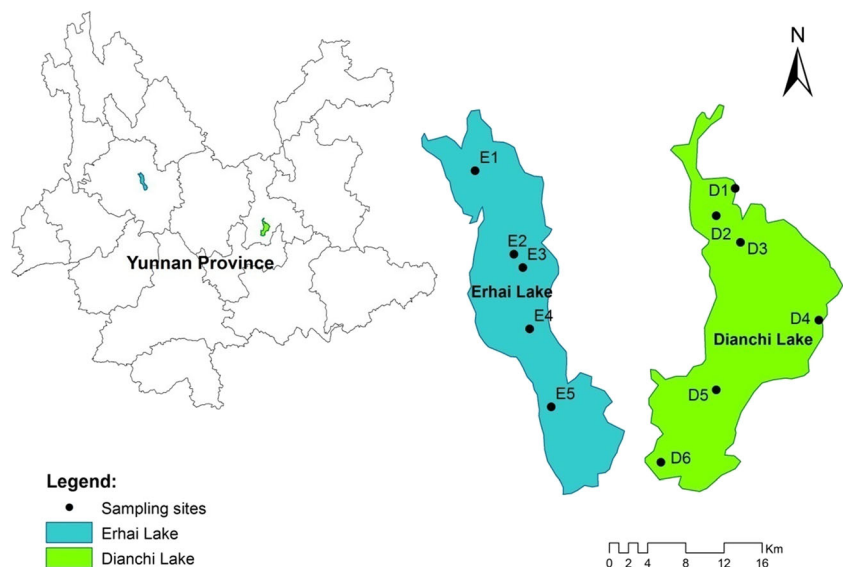 N
E1
D1
D2
E2
D3
E3
Yunnan Province
Erhai Lake
E4
D4
Dianchi Lake
D5
E5
D6
Legend:
Sampling sites
Erhai Lake
Dianchi Lake
Km
0 2 4 8 12 16